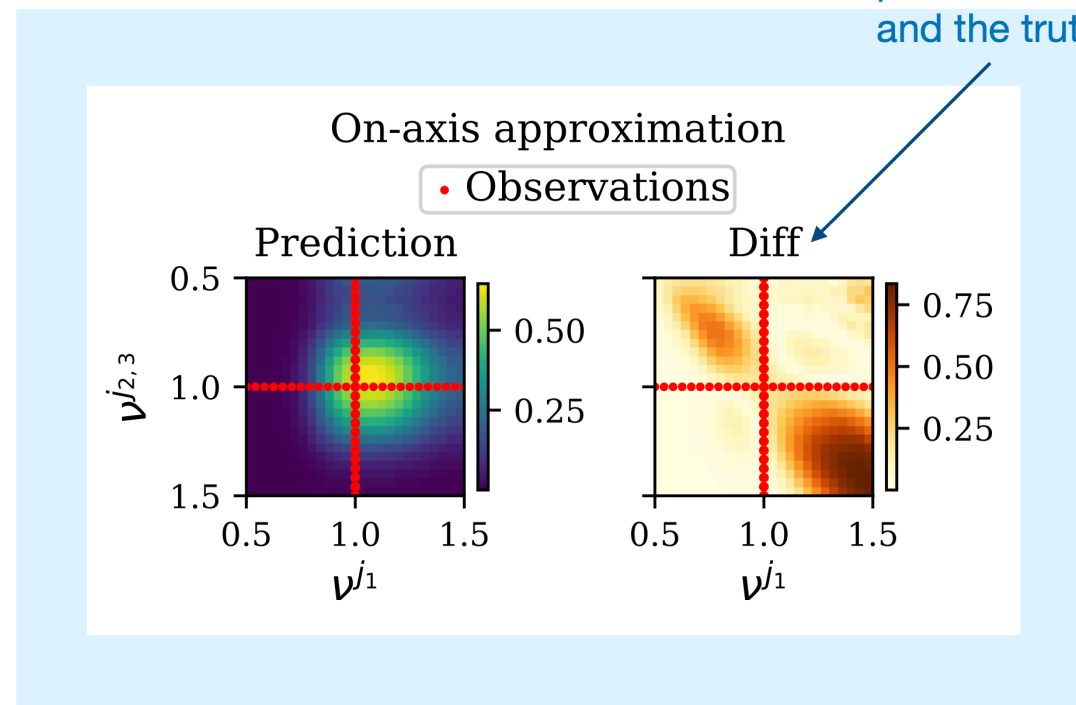 and the trut
On-axis approximation
Observations
Prediction
Diff
0.5
1.0
1.5
ν^{j_{2,3}}
0.5 1.0 1.5
ν^{j_1}
0.50
0.25
0.5 1.0 1.5
ν^{j_1}
0.75
0.50
0.25